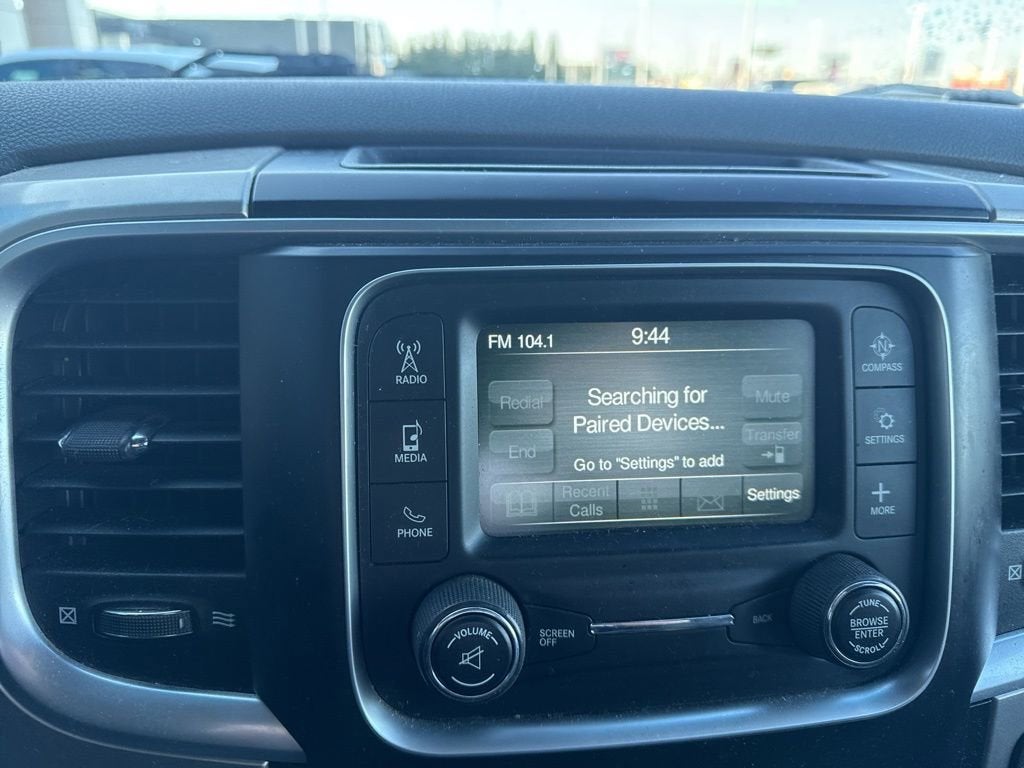 FM 104.1
9:44
RADIO
MEDIA
PHONE
Redial
End
Searching for
Paired Devices...
Go to "Settings" to add
Mute
Transfer
Recent
Calls
Settings
N
COMPASS
SETTINGS
MORE
VOLUME
SCREEN
OFF
BACK
TUNE
BROWSE
ENTER
SCROLL